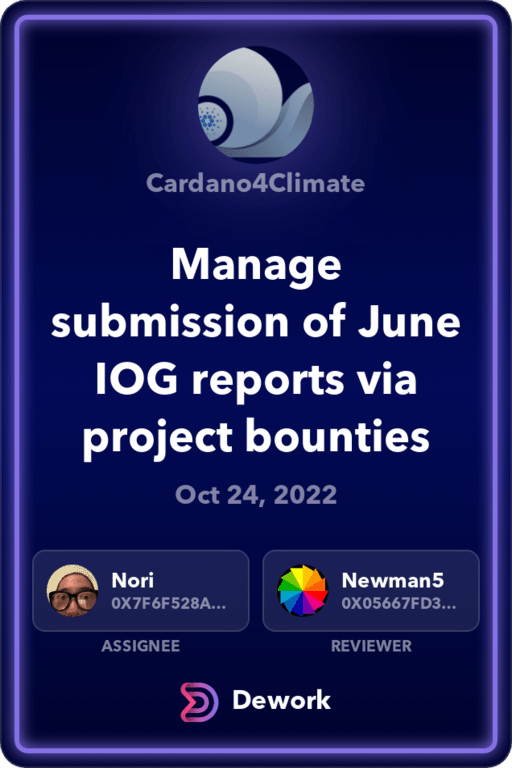 Cardano4Climate
Manage
submission of June
IOG reports via
project bounties
Oct 24, 2022
Nori
0X7F6F528A...
ASSIGNEE
Newman5
0X05667FD3...
REVIEWER
Dework